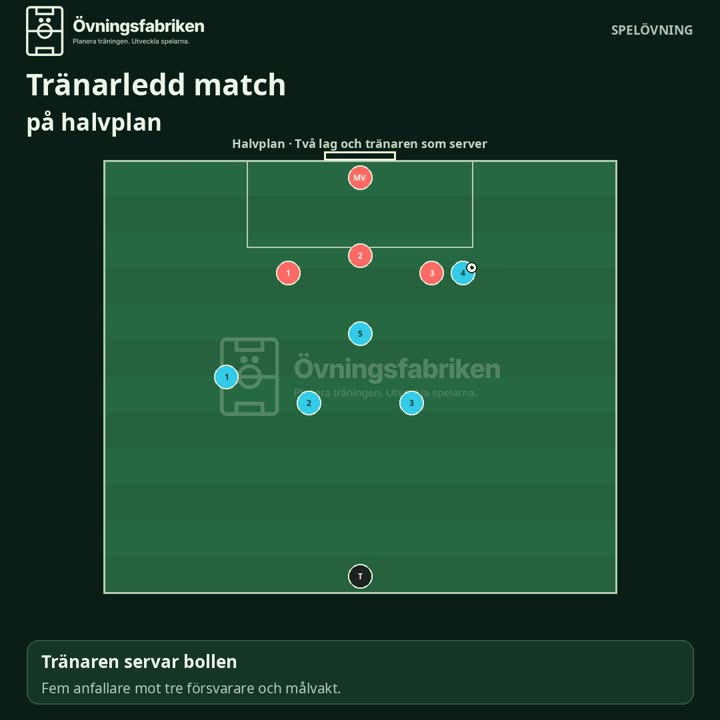 Övningsfabriken
Planera träningen. Utveckla spelarna.
SPELÖVNING
Tränarledd match
på halvplan
Halvplan · Två lag och tränaren som server
MV
2
1
3
4
5
1
Övningsfabriken
Planera träningen. Utveckla spelarna.
2
3
T
Tränaren servar bollen
Fem anfallare mot tre försvarare och målvakt.